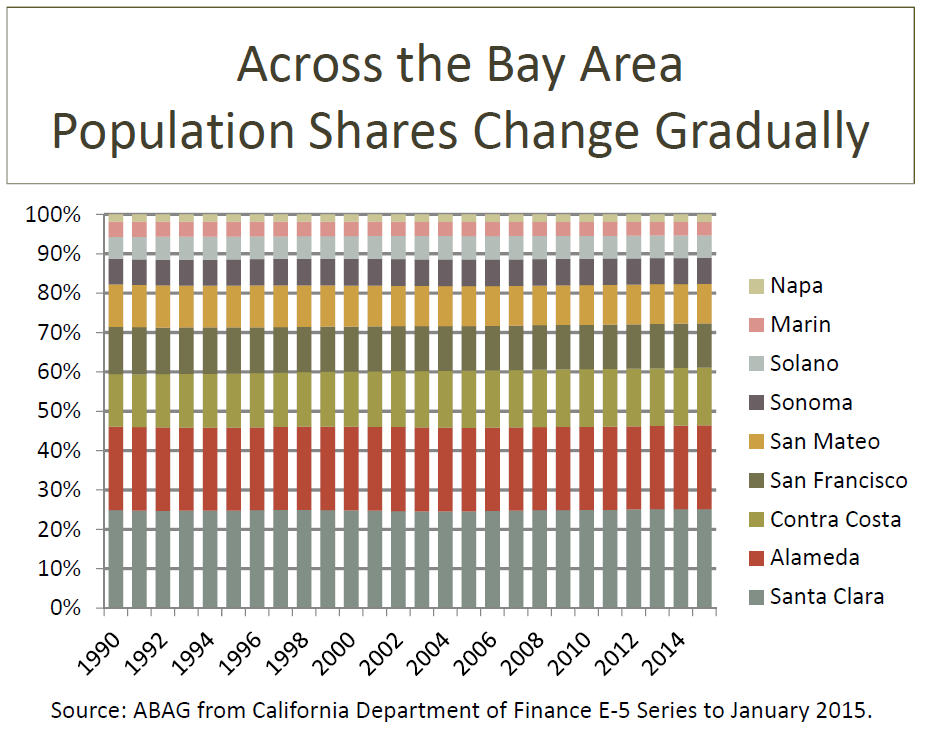 Across the Bay Area
Population Shares Change Gradually
100%
90%
80%
70%
60%
50%
40%
30%
20%
10%
0%
1990
1992
1994
1996
1998
2000
2002
2004
2006
2008
2010
2012
2014
Napa
Marin
Solano
Sonoma
San Mateo
San Francisco
Contra Costa
Alameda
Santa Clara
Source: ABAG from California Department of Finance E-5 Series to January 2015.